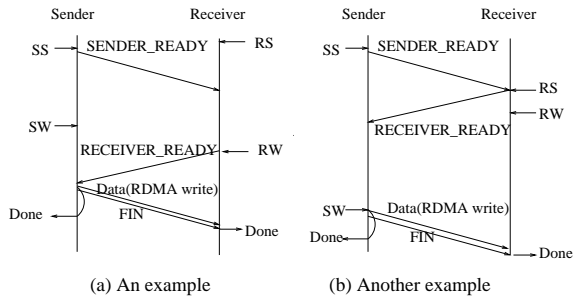 Sender
Receiver
SS
SENDER_READY
RS
SW
RECEIVER_READY
RW
Data(RDMA write)
Done
FIN
Done
(a) An example
Sender
Receiver
SS
SENDER_READY
RS
RW
RECEIVER_READY
SW
Data(RDMA write)
Done
FIN
Done
(b) Another example